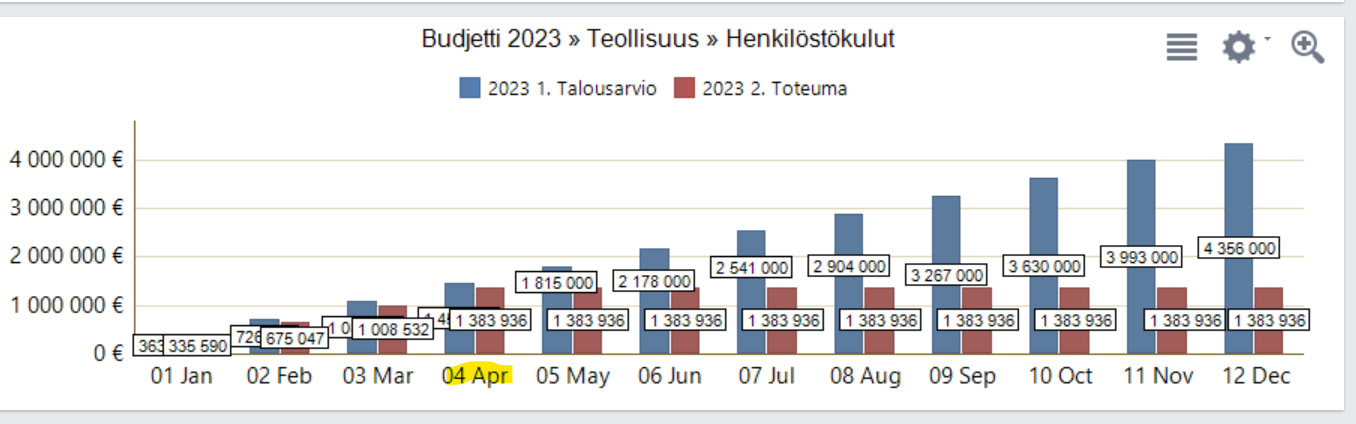 Budjetti 2023 » Teollisuus » Henkilöstökulut
2023 1. Talousarvio 2023 2. Toteuma
4 000 000 €
3 000 000 €
2 000 000 €
1 000 000 €
0 €
335 590
675 047
1 008 532
1 383 936
1 815 000
1 383 936
2 178 000
1 383 936
2 541 000
1 383 936
2 904 000
1 383 936
3 267 000
1 383 936
3 630 000
1 383 936
3 993 000
1 383 936
4 356 000
1 383 936
01 Jan 02 Feb 03 Mar 04 Apr 05 May 06 Jun 07 Jul 08 Aug 09 Sep 10 Oct 11 Nov 12 Dec